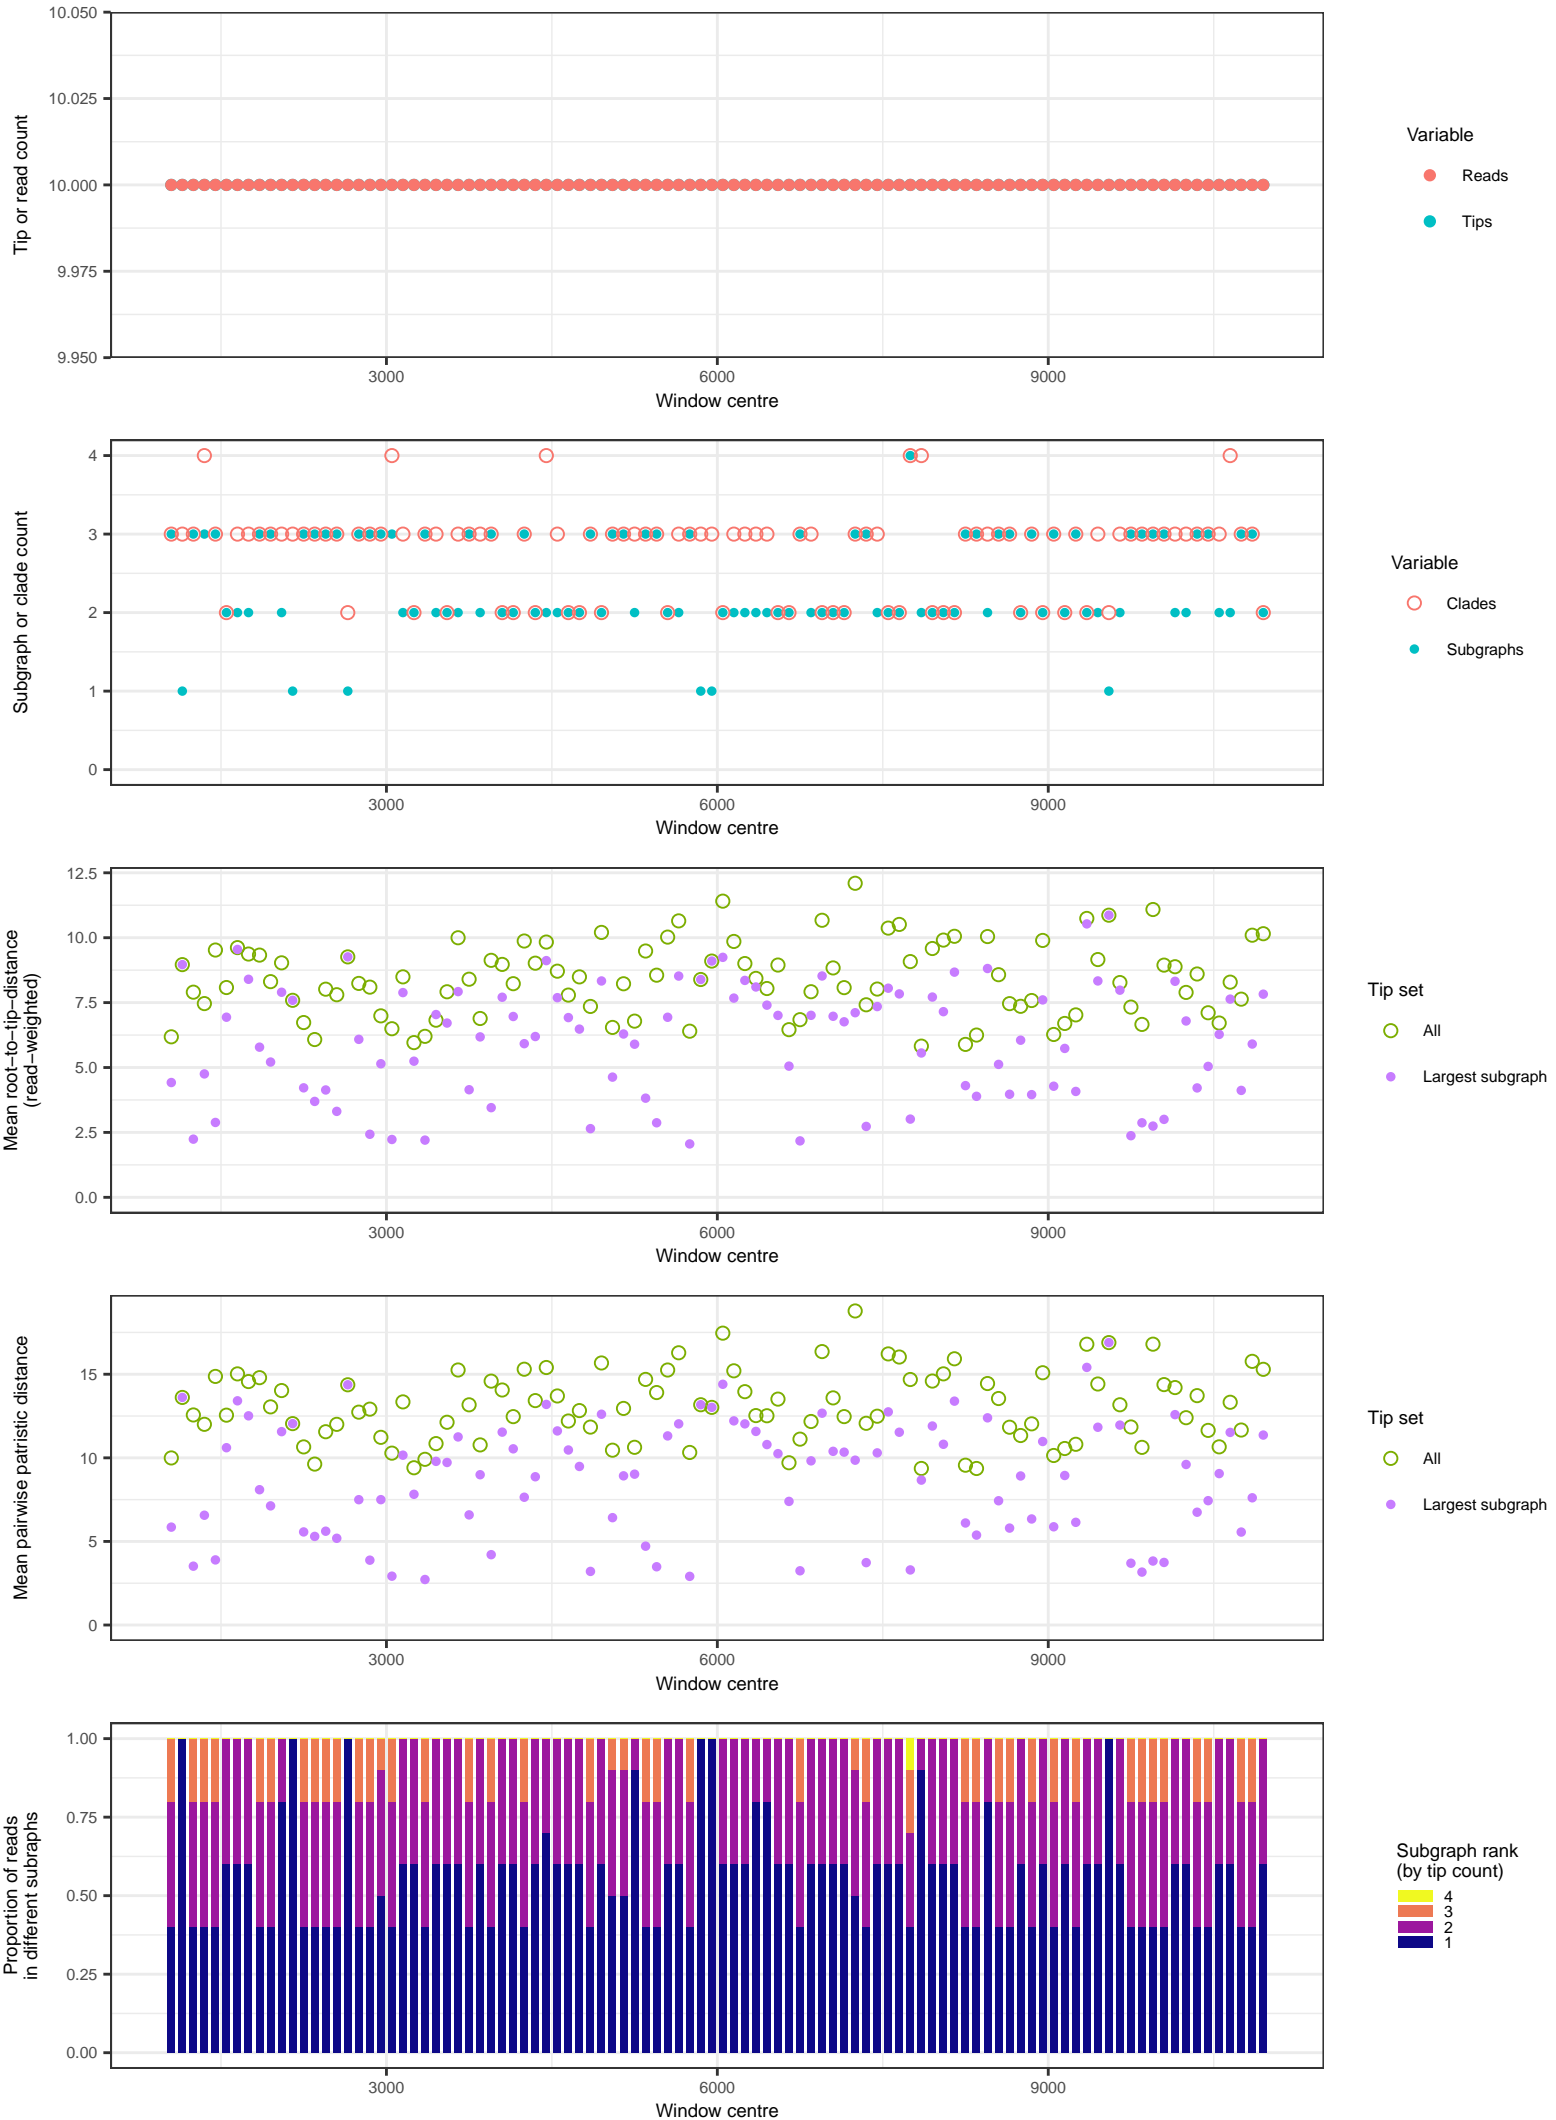 10.050
10.025
10.000
9.975
9.950
Tip or read count
3000
6000
9000
Window centre
Variable
Reads
Tips
4
3
2
1
0
Subgraph or clade count
3000
6000
9000
Window centre
Variable
Clades
Subgraphs
12.5
10.0
7.5
5.0
2.5
0.0
Mean root−to−tip−distance
(read−weighted)
3000
6000
9000
Window centre
Tip set
All
Largest subgraph
15
10
5
0
Mean pairwise patristic distance
3000
6000
9000
Window centre
Tip set
All
Largest subgraph
1.00
0.75
0.50
0.25
0.00
Proportion of reads
in different subraphs
3000
6000
9000
Window centre
Subgraph rank
(by tip count)
4
3
2
1